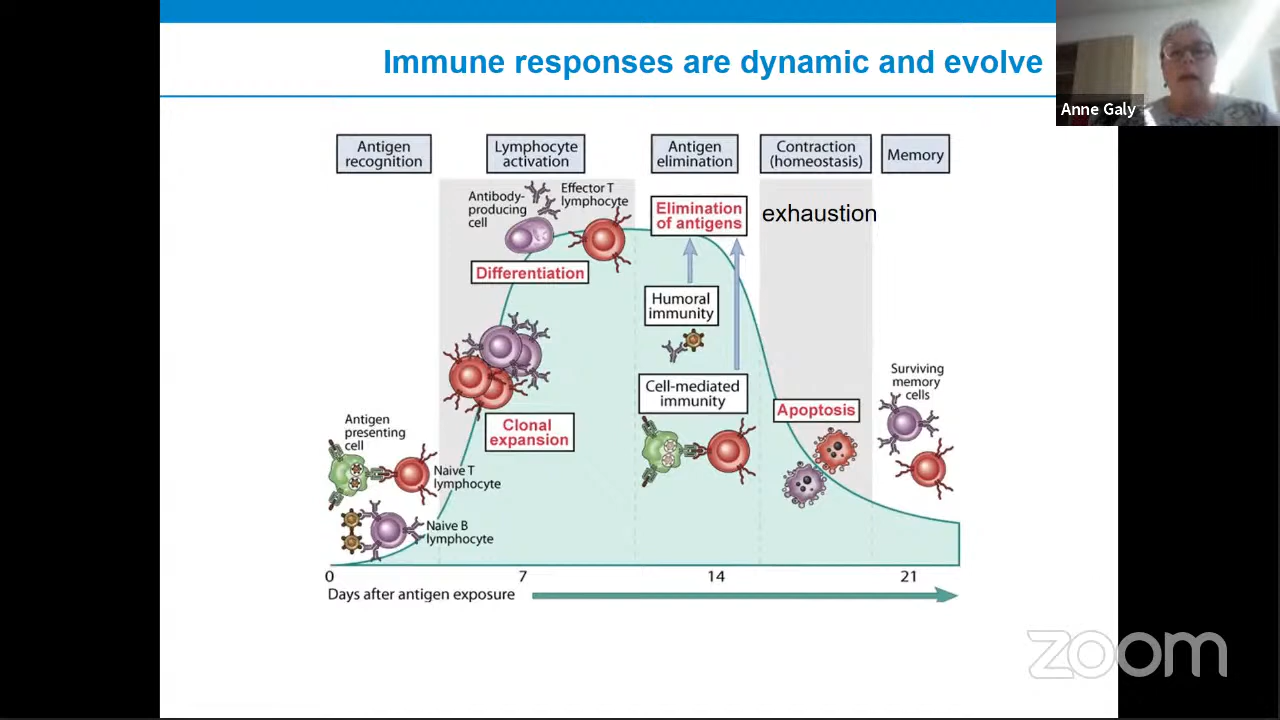 Immune responses are dynamic and evolve
Anne Galy
Antigen
recognition
Lymphocyte
activation
Antigen
elimination
Contraction
(homeostasis)
Memory
Antibody-
producing
cell
Effector T
lymphocyte
Elimination
of antigens
exhaustion
Differentiation
Humoral
immunity
Cell-mediated
immunity
Clonal
expansion
Apoptosis
Surviving
memory
cells
Antigen
presenting
cell
Naive T
lymphocyte
Naive B
lymphocyte
0
7
14
21
Days after antigen exposure
zoom